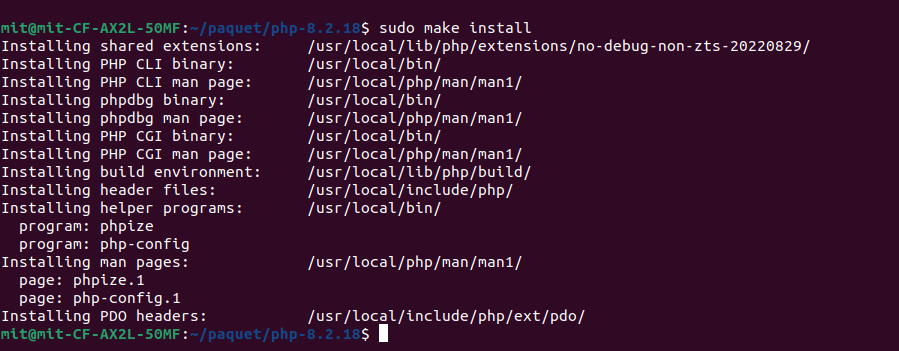 mit@mit-CF-AX2L-50MF:~/paquet/php-8.2.18$ sudo make install
Installing shared extensions:     /usr/local/lib/php/extensions/no-debug-non-zts-20220829/
Installing PHP CLI binary:        /usr/local/bin/
Installing PHP CLI man page:      /usr/local/php/man/man1/
Installing phpdbg binary:         /usr/local/bin/
Installing phpdbg man page:       /usr/local/php/man/man1/
Installing PHP CGI binary:        /usr/local/bin/
Installing PHP CGI man page:      /usr/local/php/man/man1/
Installing build environment:     /usr/local/lib/php/build/
Installing header files:          /usr/local/include/php/
Installing helper programs:       /usr/local/bin/
  program: phpize
  program: php-config
Installing man pages:             /usr/local/php/man/man1/
  page: phpize.1
  page: php-config.1
Installing PDO headers:           /usr/local/include/php/ext/pdo/
mit@mit-CF-AX2L-50MF:~/paquet/php-8.2.18$